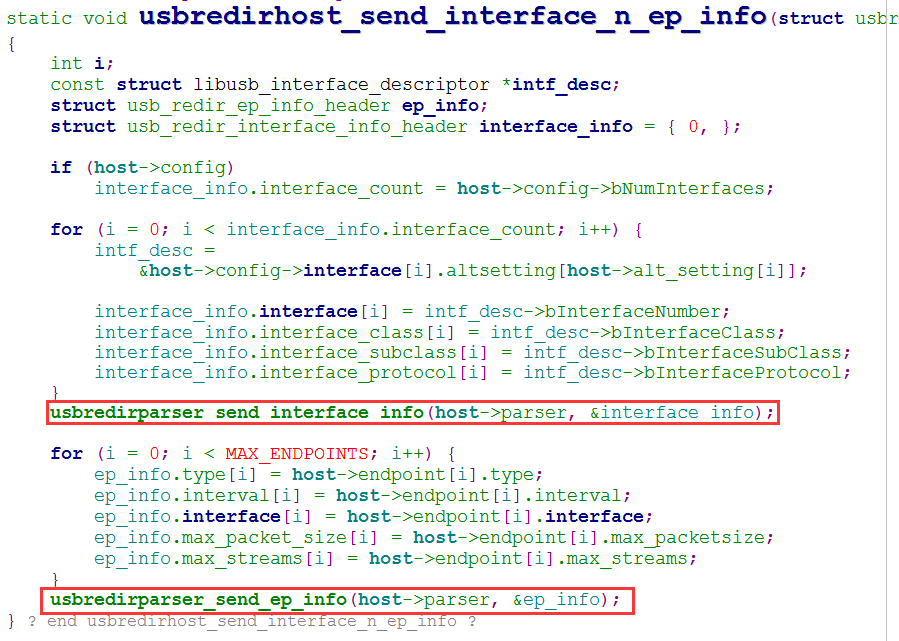 static void usbredirhost_send_interface_n_ep_info(struct usbr
{
    int i;
    const struct libusb_interface_descriptor *intf_desc;
    struct usb_redir_ep_info_header ep_info;
    struct usb_redir_interface_info_header interface_info = { 0, };

    if (host->config)
        interface_info.interface_count = host->config->bNumInterfaces;

    for (i = 0; i < interface_info.interface_count; i++) {
        intf_desc =
            &host->config->interface[i].altsetting[host->alt_setting[i]];

        interface_info.interface[i] = intf_desc->bInterfaceNumber;
        interface_info.interface_class[i] = intf_desc->bInterfaceClass;
        interface_info.interface_subclass[i] = intf_desc->bInterfaceSubClass;
        interface_info.interface_protocol[i] = intf_desc->bInterfaceProtocol;
    }
    usbredirparser_send_interface_info(host->parser, &interface_info);

    for (i = 0; i < MAX_ENDPOINTS; i++) {
        ep_info.type[i] = host->endpoint[i].type;
        ep_info.interval[i] = host->endpoint[i].interval;
        ep_info.interface[i] = host->endpoint[i].interface;
        ep_info.max_packet_size[i] = host->endpoint[i].max_packetsize;
        ep_info.max_streams[i] = host->endpoint[i].max_streams;
    }
    usbredirparser_send_ep_info(host->parser, &ep_info);
} ? end usbredirhost_send_interface_n_ep_info ?